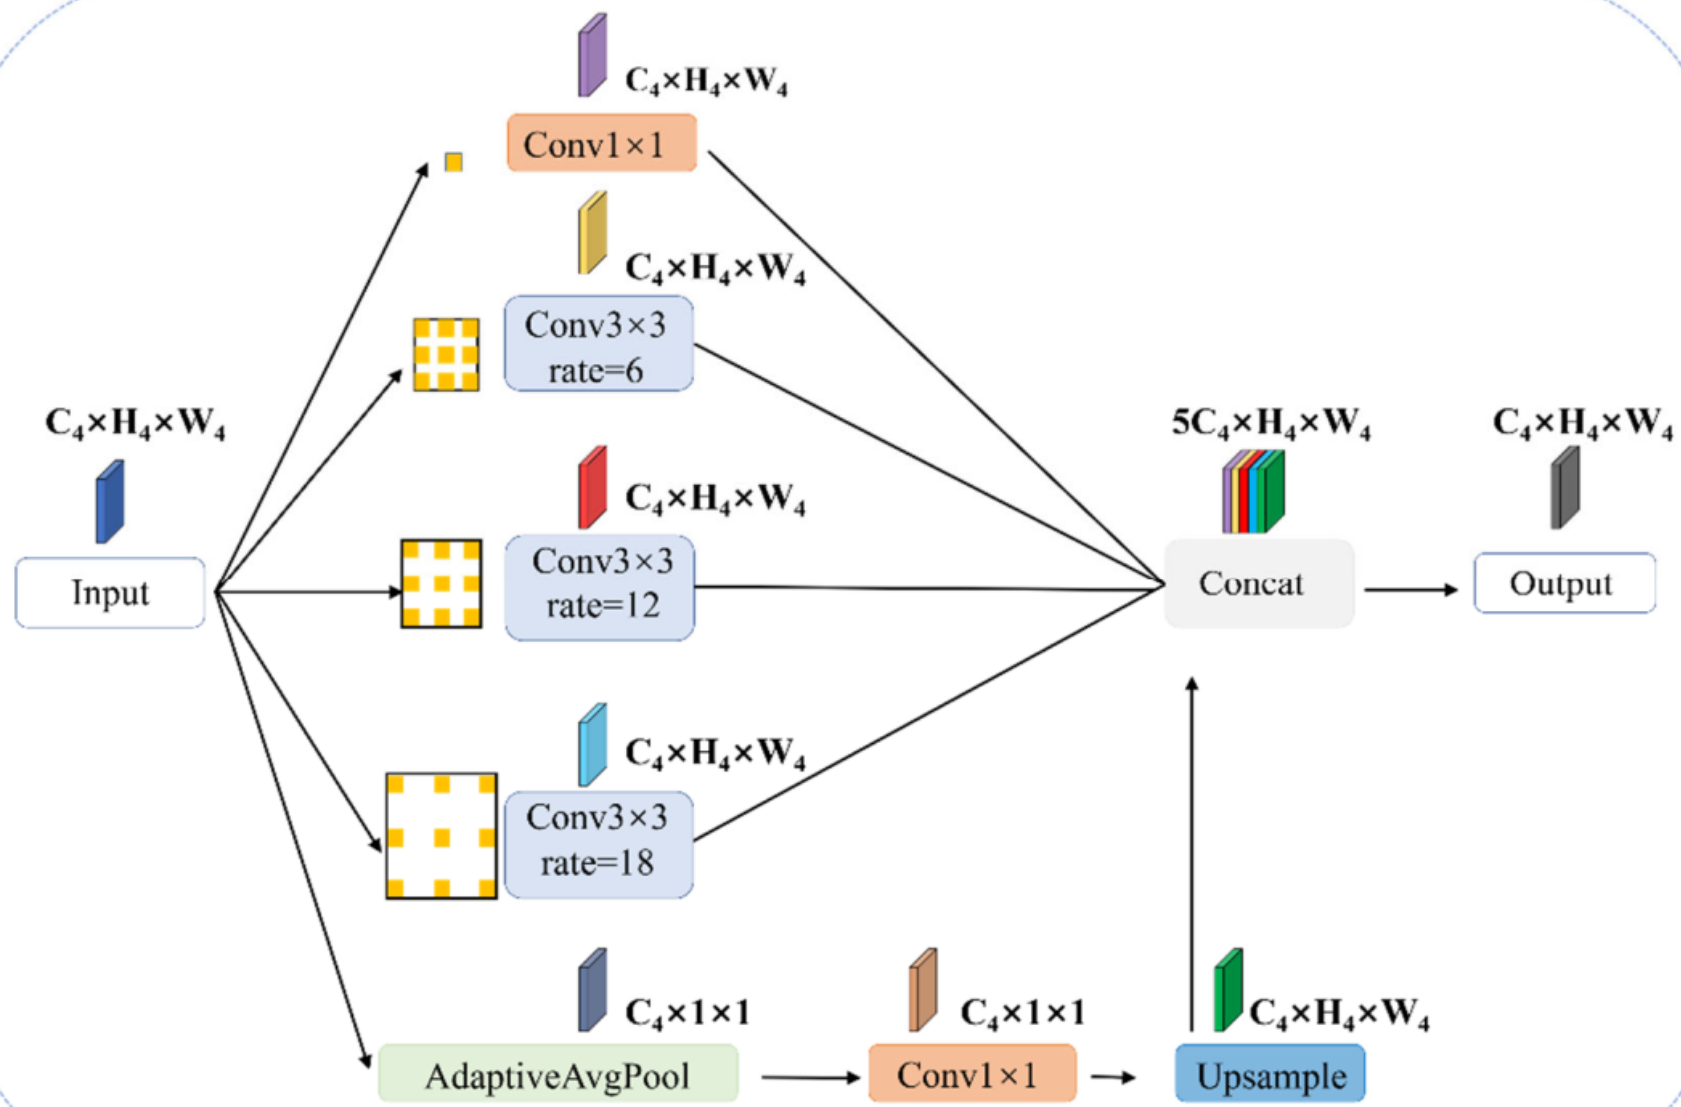 C₄×H₄×W₄
Conv1×1
C₄×H₄×W₄
Conv3×3
rate=6
C₄×H₄×W₄
Input
C₄×H₄×W₄
Conv3×3
rate=12
5C₄×H₄×W₄
Concat
C₄×H₄×W₄
Output
C₄×H₄×W₄
Conv3×3
rate=18
C₄×1×1
AdaptiveAvgPool
C₄×1×1
Conv1×1
C₄×H₄×W₄
Upsample